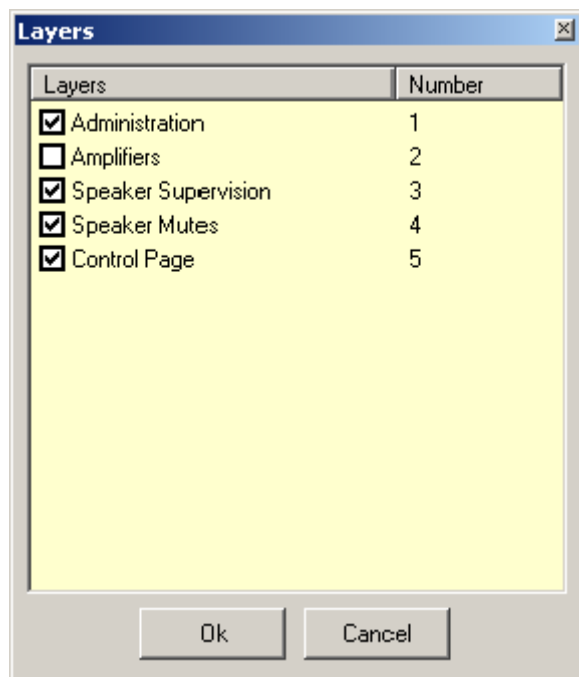 Layers
Layers Number
Administration 1
Amplifiers 2
Speaker Supervision 3
Speaker Mutes 4
Control Page 5
Ok Cancel